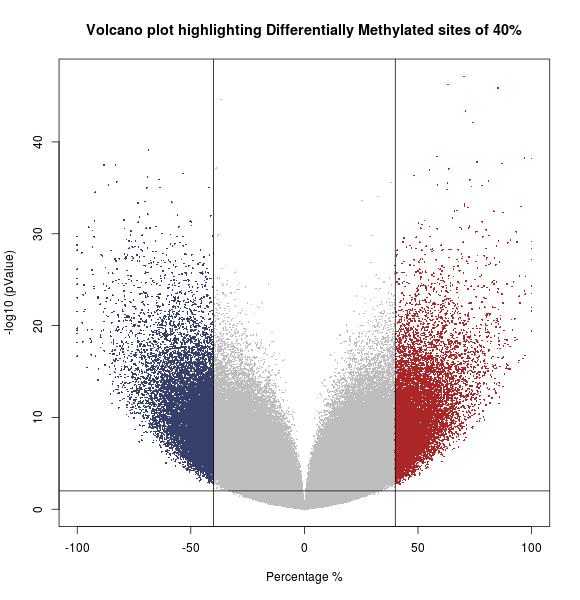 Volcano plot highlighting Differentially Methylated sites of 40%
-log10 (pValue)
40
30
20
10
0
-100 -50 0 50 100
Percentage %